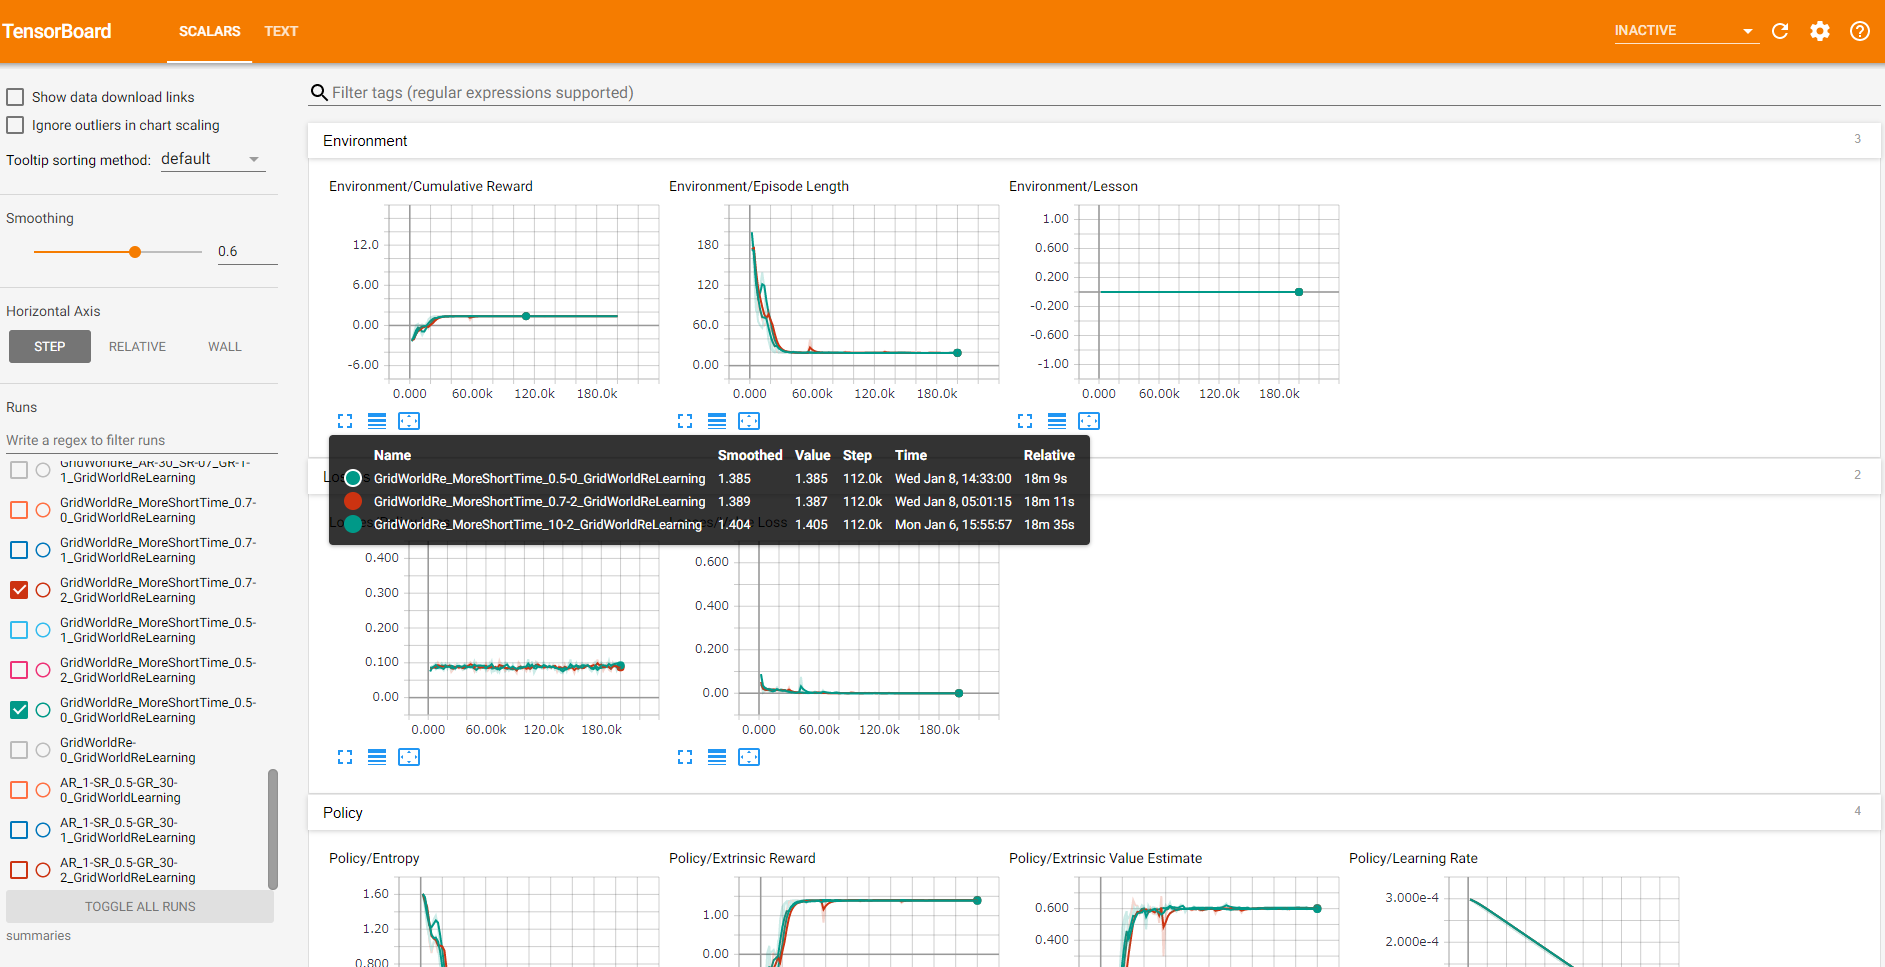 TensorBoard
SCALARS
TEXT
INACTIVE
Show data download links
Ignore outliers in chart scaling
Tooltip sorting method: default
Smoothing
0.6
Horizontal Axis
STEP RELATIVE WALL
Runs
Write a regex to filter runs
GridWorldRe_AR-30_SR-07_GR-1-
1_GridWorldReLearning
GridWorldRe_MoreShortTime_0.7-
0_GridWorldReLearning
GridWorldRe_MoreShortTime_0.7-
1_GridWorldReLearning
GridWorldRe_MoreShortTime_0.7-
2_GridWorldReLearning
GridWorldRe_MoreShortTime_0.5-
1_GridWorldReLearning
GridWorldRe_MoreShortTime_0.5-
2_GridWorldReLearning
GridWorldRe_MoreShortTime_0.5-
0_GridWorldReLearning
GridWorldRe-
0_GridWorldReLearning
AR_1-SR_0.5-GR_30-
0_GridWorldLearning
AR_1-SR_0.5-GR_30-
1_GridWorldReLearning
AR_1-SR_0.5-GR_30-
2_GridWorldReLearning
TOGGLE ALL RUNS
summaries
Filter tags (regular expressions supported)
Environment 3
Environment/Cumulative Reward
12.0
6.00
0.00
-6.00
0.000 60.00k 120.0k 180.0k
Environment/Episode Length
180
120
60.0
0.00
0.000 60.00k 120.0k 180.0k
Environment/Lesson
1.00
0.600
0.200
-0.200
-0.600
-1.00
0.000 60.00k 120.0k 180.0k
Name Smoothed Value Step Time Relative
GridWorldRe_MoreShortTime_0.5-0_GridWorldReLearning 1.385 1.385 112.0k Wed Jan 8, 14:33:00 18m 9s
GridWorldRe_MoreShortTime_0.7-2_GridWorldReLearning 1.389 1.387 112.0k Wed Jan 8, 05:01:15 18m 11s
GridWorldRe_MoreShortTime_10-2_GridWorldReLearning 1.404 1.405 112.0k Mon Jan 6, 15:55:57 18m 35s
2
0.400
0.300
0.200
0.100
0.00
0.000 60.00k 120.0k 180.0k
Loss
0.600
0.400
0.200
0.00
0.000 60.00k 120.0k 180.0k
Policy 4
Policy/Entropy
1.60
1.20
0.800
Policy/Extrinsic Reward
1.00
0.00
Policy/Extrinsic Value Estimate
0.600
0.400
Policy/Learning Rate
3.000e-4
2.000e-4